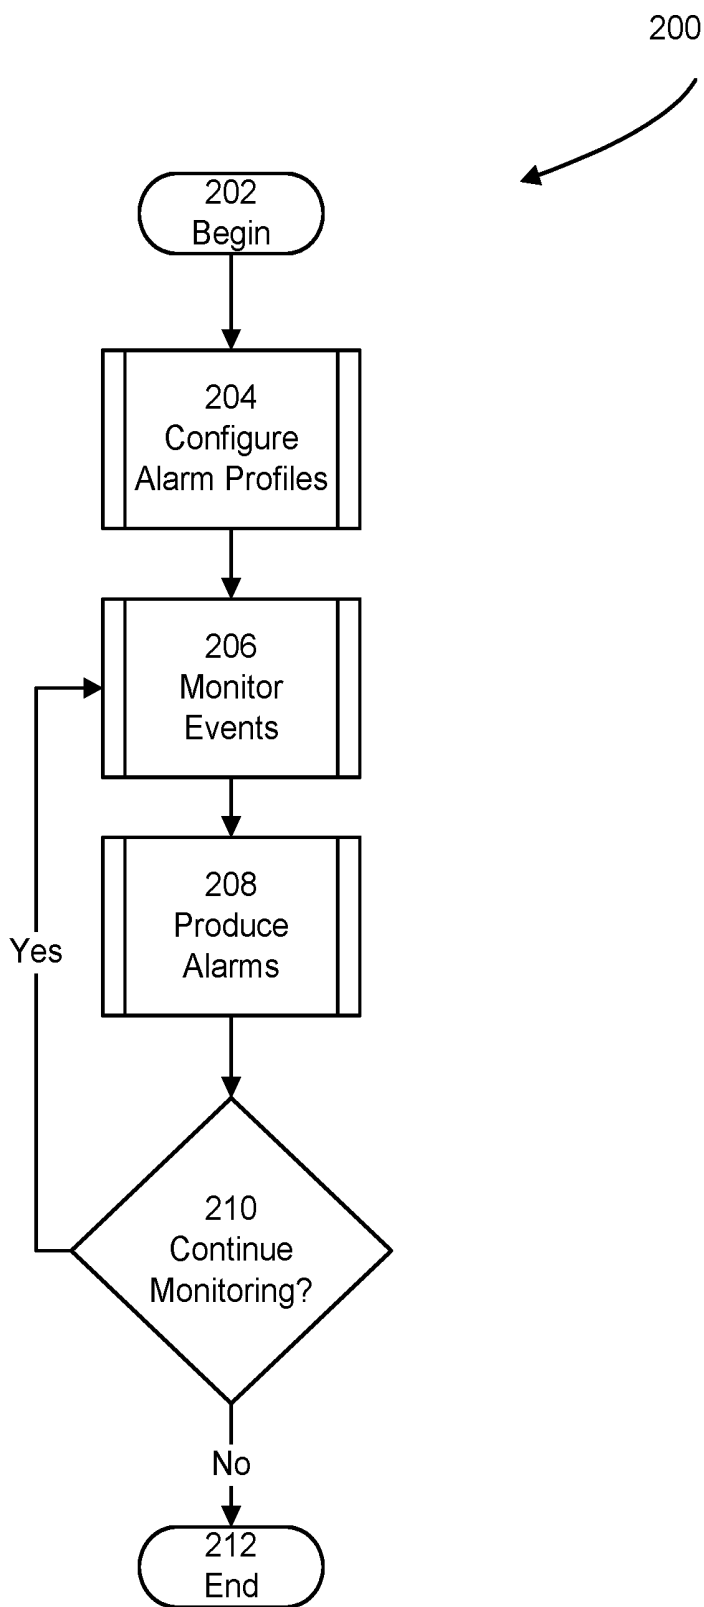 200
202
Begin
204
Configure
Alarm Profiles
206
Monitor
Events
208
Produce
Alarms
Yes
210
Continue
Monitoring?
No
212
End